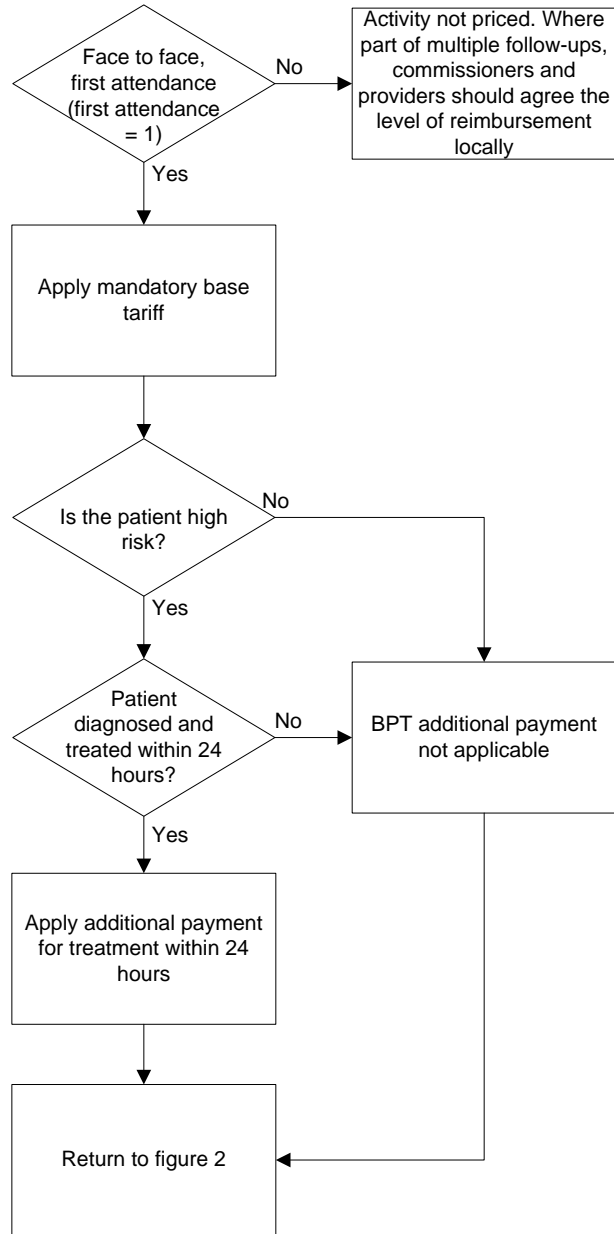 Face to face,
first attendance
(first attendance
= 1)
No
Activity not priced. Where
part of multiple follow-ups,
commissioners and
providers should agree the
level of reimbursement
locally
Yes
Apply mandatory base
tariff
Is the patient high
risk?
No
Yes
Patient
diagnosed and
treated within 24
hours?
No
BPT additional payment
not applicable
Yes
Apply additional payment
for treatment within 24
hours
Return to figure 2